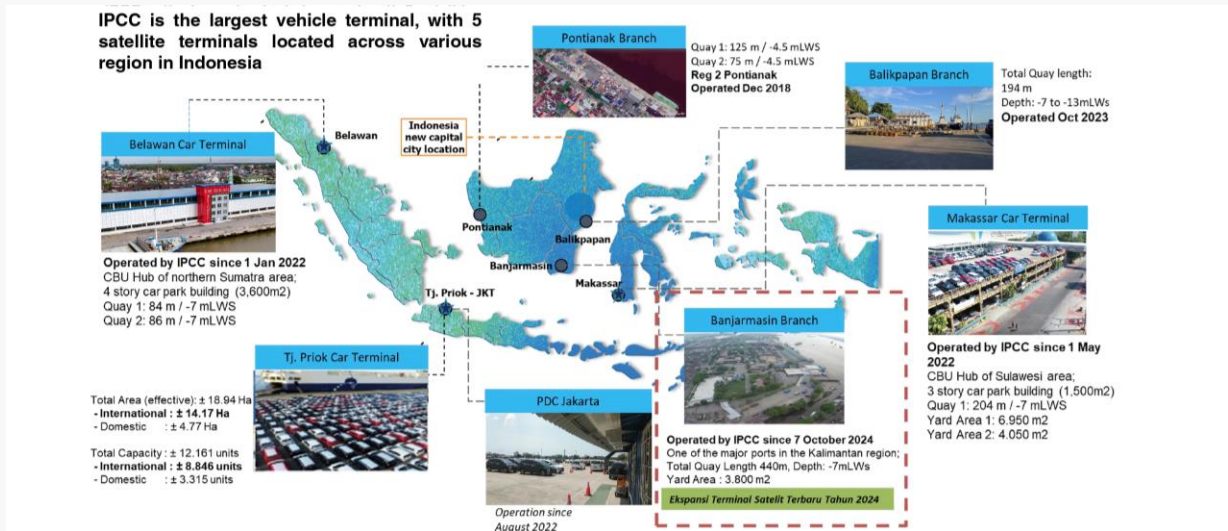 IPCC is the largest vehicle terminal, with 5
satellite terminals located across various
region in Indonesia
Pontianak Branch
Quay 1: 125 m / -4.5 mLWS
Quay 2: 75 m / -4.5 mLWS
Reg 2 Pontianak
Operated Dec 2018
Balikpapan Branch
Total Quay length:
194 m
Depth: -7 to -13mLWs
Operated Oct 2023
Belawan
Indonesia
new capital
city location
Belawan Car Terminal
Operated by IPCC since 1 Jan 2022
CBU Hub of northern Sumatra area;
4 story car park building (3,600m2)
Quay 1: 84 m / -7 mLWS
Quay 2: 86 m / -7 mLWS
Pontianak
Balikpapan
Banjarmasin
Makassar
Tj. Priok - JKT
Makassar Car Terminal
Operated by IPCC since 1 May
2022
CBU Hub of Sulawesi area;
3 story car park building (1,500m2)
Quay 1: 204 m / -7 mLWS
Yard Area 1: 6.950 m2
Yard Area 2: 4.050 m2
Tj. Priok Car Terminal
Total Area (effective): ± 18.94 Ha
- International : ± 14.17 Ha
- Domestic : ± 4.77 Ha
Total Capacity : ± 12.161 units
- International : ± 8.846 units
- Domestic : ± 3.315 units
PDC Jakarta
Operation since
August 2022
Banjarmasin Branch
Operated by IPCC since 7 October 2024
One of the major ports in the Kalimantan region;
Total Quay Length 440m, Depth: -7mLWs
Yard Area : 3.800 m2
Ekspansi Terminal Satelit Terbaru Tahun 2024